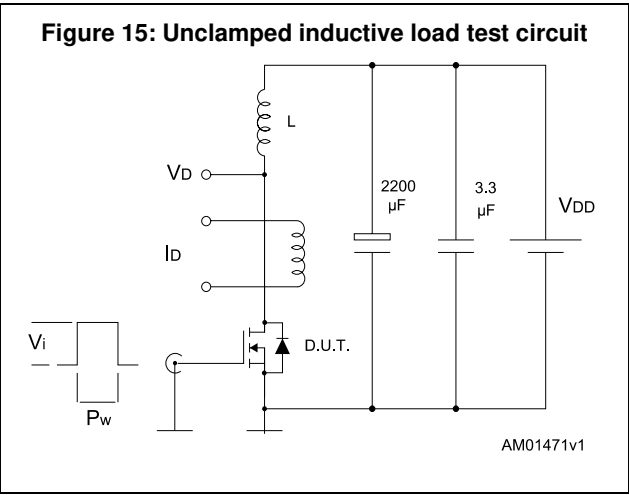 Figure 15: Unclamped inductive load test circuit
L
VD
2200
µF
3.3
µF
VDD
ID
Vi
D.U.T.
Pw
AM01471v1